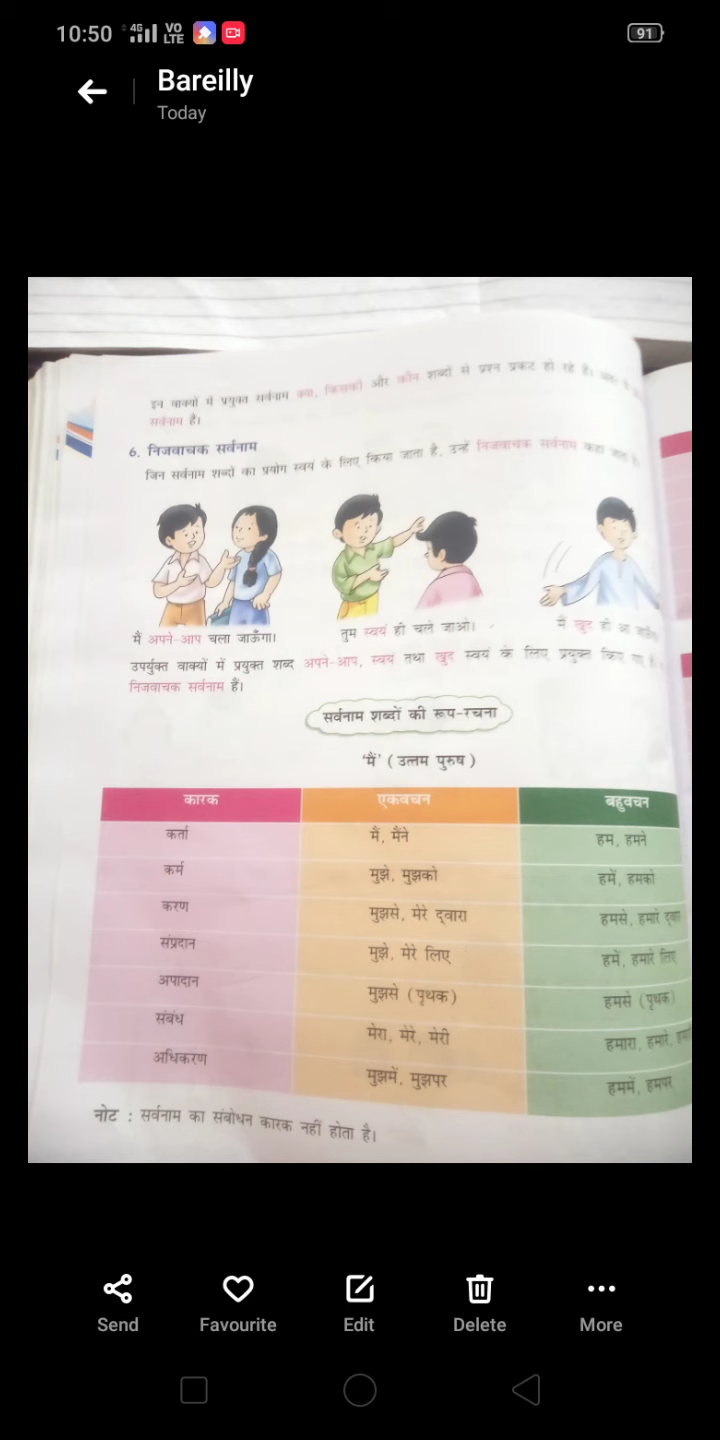 10:50 4G VO LTE 91
Bareilly
Today
इन वाक्यों में प्रयुक्त सर्वनाम क्या, किसको और कौन शब्दों से प्रश्न प्रकट हो रहे हैं। अतः
सर्वनाम हैं।
6. निजवाचक सर्वनाम
जिन सर्वनाम शब्दों का प्रयोग स्वयं के लिए किया जाता है, उन्हें निजवाचक सर्वनाम कहा जाता है।
मैं अपने-आप चला जाऊँगा।
तुम स्वयं ही चले जाओ।
मैं खुद ही आ जाऊँगा
उपर्युक्त वाक्यों में प्रयुक्त शब्द अपने-आप, स्वयं तथा खुद स्वयं के लिए प्रयुक्त किए गए हैं।
निजवाचक सर्वनाम हैं।
सर्वनाम शब्दों की रूप-रचना
'मैं' (उत्तम पुरुष)
कारक एकवचन बहुवचन
कर्ता मैं, मैंने हम, हमने
कर्म मुझे, मुझको हमें, हमको
करण मुझसे, मेरे द्वारा हमसे, हमारे
संप्रदान मुझे, मेरे लिए हमें, हमारे लिए
अपादान मुझसे (पृथक) हमसे (पृथक)
संबंध मेरा, मेरे, मेरी हमारा, हमारे,
अधिकरण मुझमें, मुझपर हममें, हमपर
नोट : सर्वनाम का संबोधन कारक नहीं होता है।
Send Favourite Edit Delete More